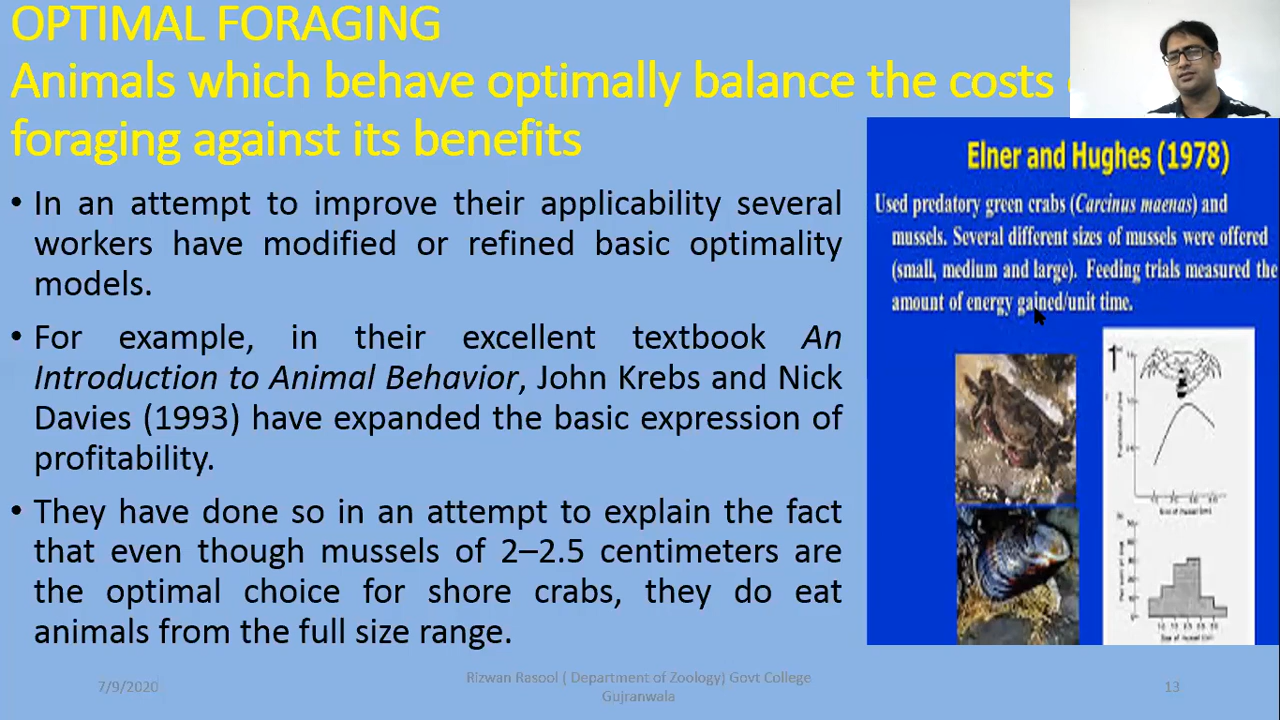 OPTIMAL FORAGING
Animals which behave optimally balance the costs
foraging against its benefits
• In an attempt to improve their applicability several
workers have modified or refined basic optimality
models.
• For example, in their excellent textbook An
Introduction to Animal Behavior, John Krebs and Nick
Davies (1993) have expanded the basic expression of
profitability.
• They have done so in an attempt to explain the fact
that even though mussels of 2–2.5 centimeters are
the optimal choice for shore crabs, they do eat
animals from the full size range.
Elner and Hughes (1978)
Used predatory green crabs (Carcinus maenas) and
mussels. Several different sizes of mussels were offered
(small, medium and large). Feeding trials measured the
amount of energy gained/unit time.
7/9/2020
Rizwan Rasool ( Department of Zoology) Govt College
Gujranwala
13